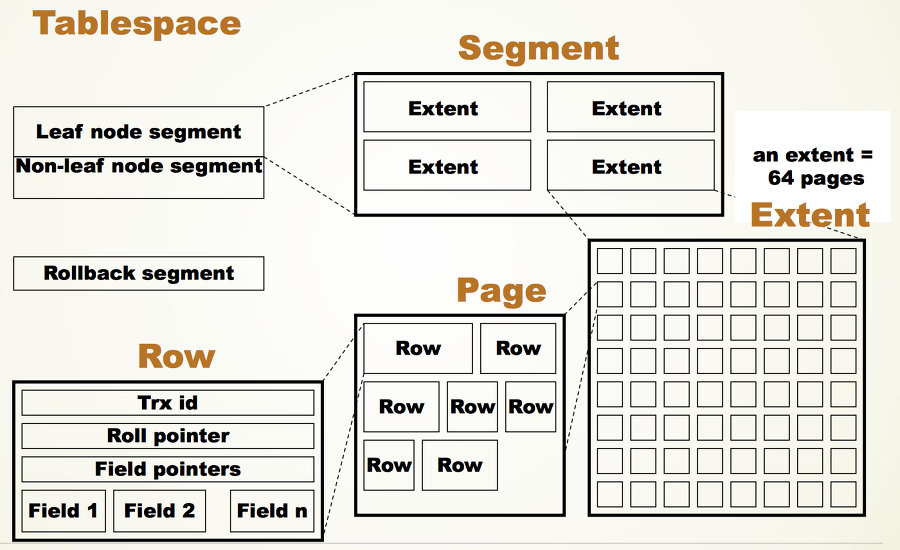 Tablespace
Segment
Leaf node segment
Non-leaf node segment
Extent
Extent
Extent
Extent
an extent =
64 pages
Extent
Rollback segment
Page
Row
Row
Row
Row
Row
Row
Row
Row
Trx id
Roll pointer
Field pointers
Field 1
Field 2
Field n